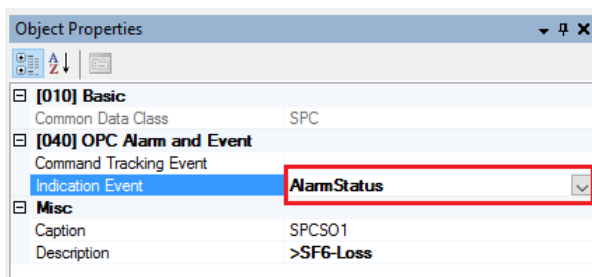 Object Properties
[010] Basic
Common Data Class SPC
[040] OPC Alarm and Event
Command Tracking Event
Indication Event AlarmStatus
Misc
Caption SPCSO1
Description >SF6-Loss